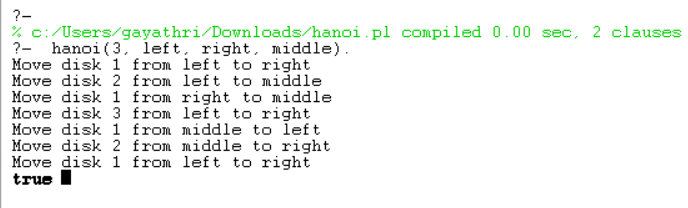 ?-
% c:/Users/gayathri/Downloads/hanoi.pl compiled 0.00 sec, 2 clauses
?-  hanoi(3, left, right, middle).
Move disk 1 from left to right
Move disk 2 from left to middle
Move disk 1 from right to middle
Move disk 3 from left to right
Move disk 1 from middle to left
Move disk 2 from middle to right
Move disk 1 from left to right
true